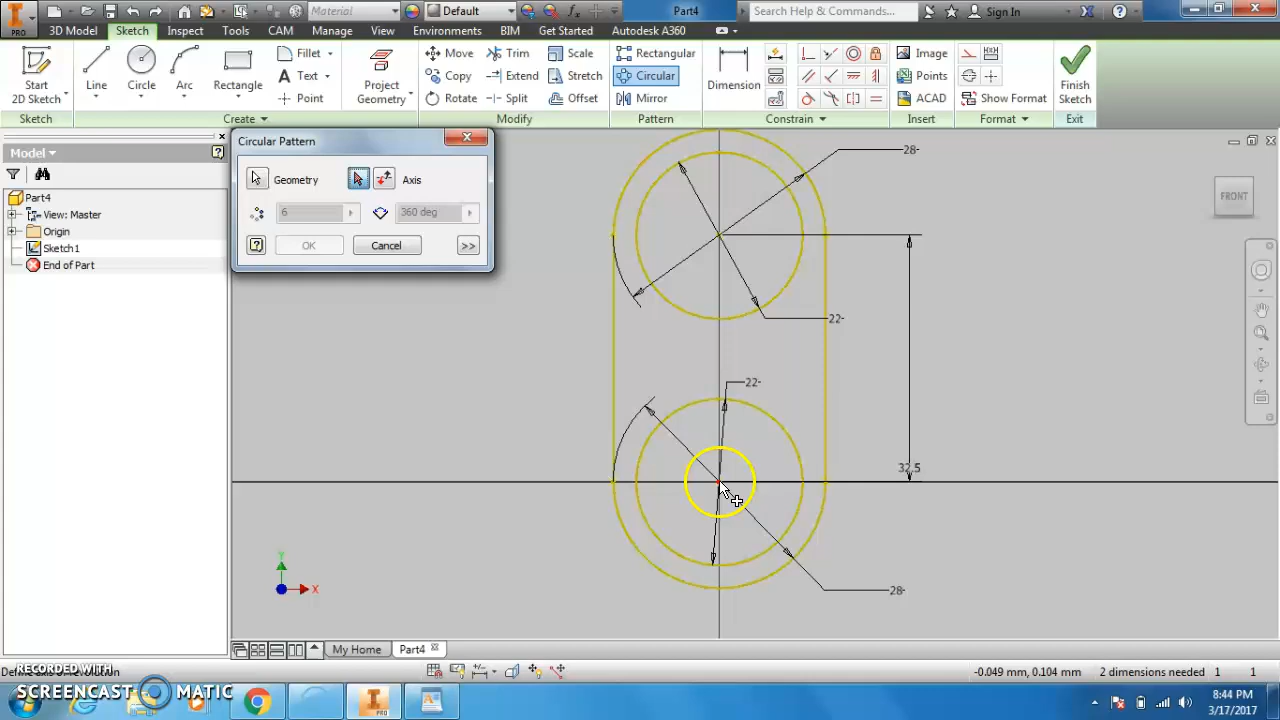 I
PRO
Material
Default
Part4
Search Help & Commands...
Sign In
3D Model
Sketch
Inspect
Tools
CAM
Manage
View
Environments
BIM
Get Started
Autodesk A360
Start
2D Sketch
Line
Circle
Arc
Rectangle
Fillet
Text
Point
Project
Geometry
Move
Copy
Rotate
Trim
Extend
Split
Scale
Stretch
Offset
Rectangular
Circular
Mirror
Dimension
Image
Points
ACAD
Show Format
Finish
Sketch
Sketch
Create
Modify
Pattern
Constrain
Insert
Format
Exit
Model
Part4
View: Master
Origin
Sketch1
End of Part
Circular Pattern
Geometry
Axis
6
360 deg
OK
Cancel
>>
28
22
22
32.5
28
FRONT
Y
X
My Home
Part4
-0.049 mm, 0.104 mm
2 dimensions needed
1
1
RECORDED WITH
SCREENCAST MATIC
8:44 PM
3/17/2017